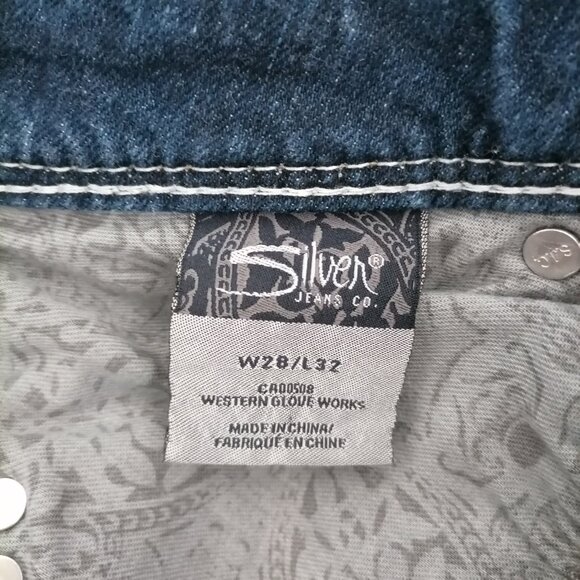 Silver®
JEANS CO.
W28/L32
CA00508
WESTERN GLOVE WORKS
MADE IN CHINA/
FABRIQUÉ EN CHINE